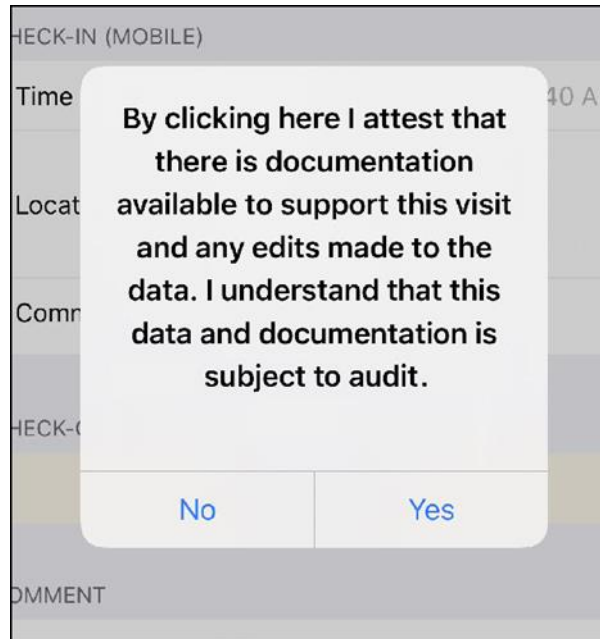 HECK-IN (MOBILE)
Time
40 A
By clicking here I attest that
there is documentation
available to support this visit
and any edits made to the
data. I understand that this
data and documentation is
subject to audit.
Locat
Comn
HECK-
No
Yes
OMMENT